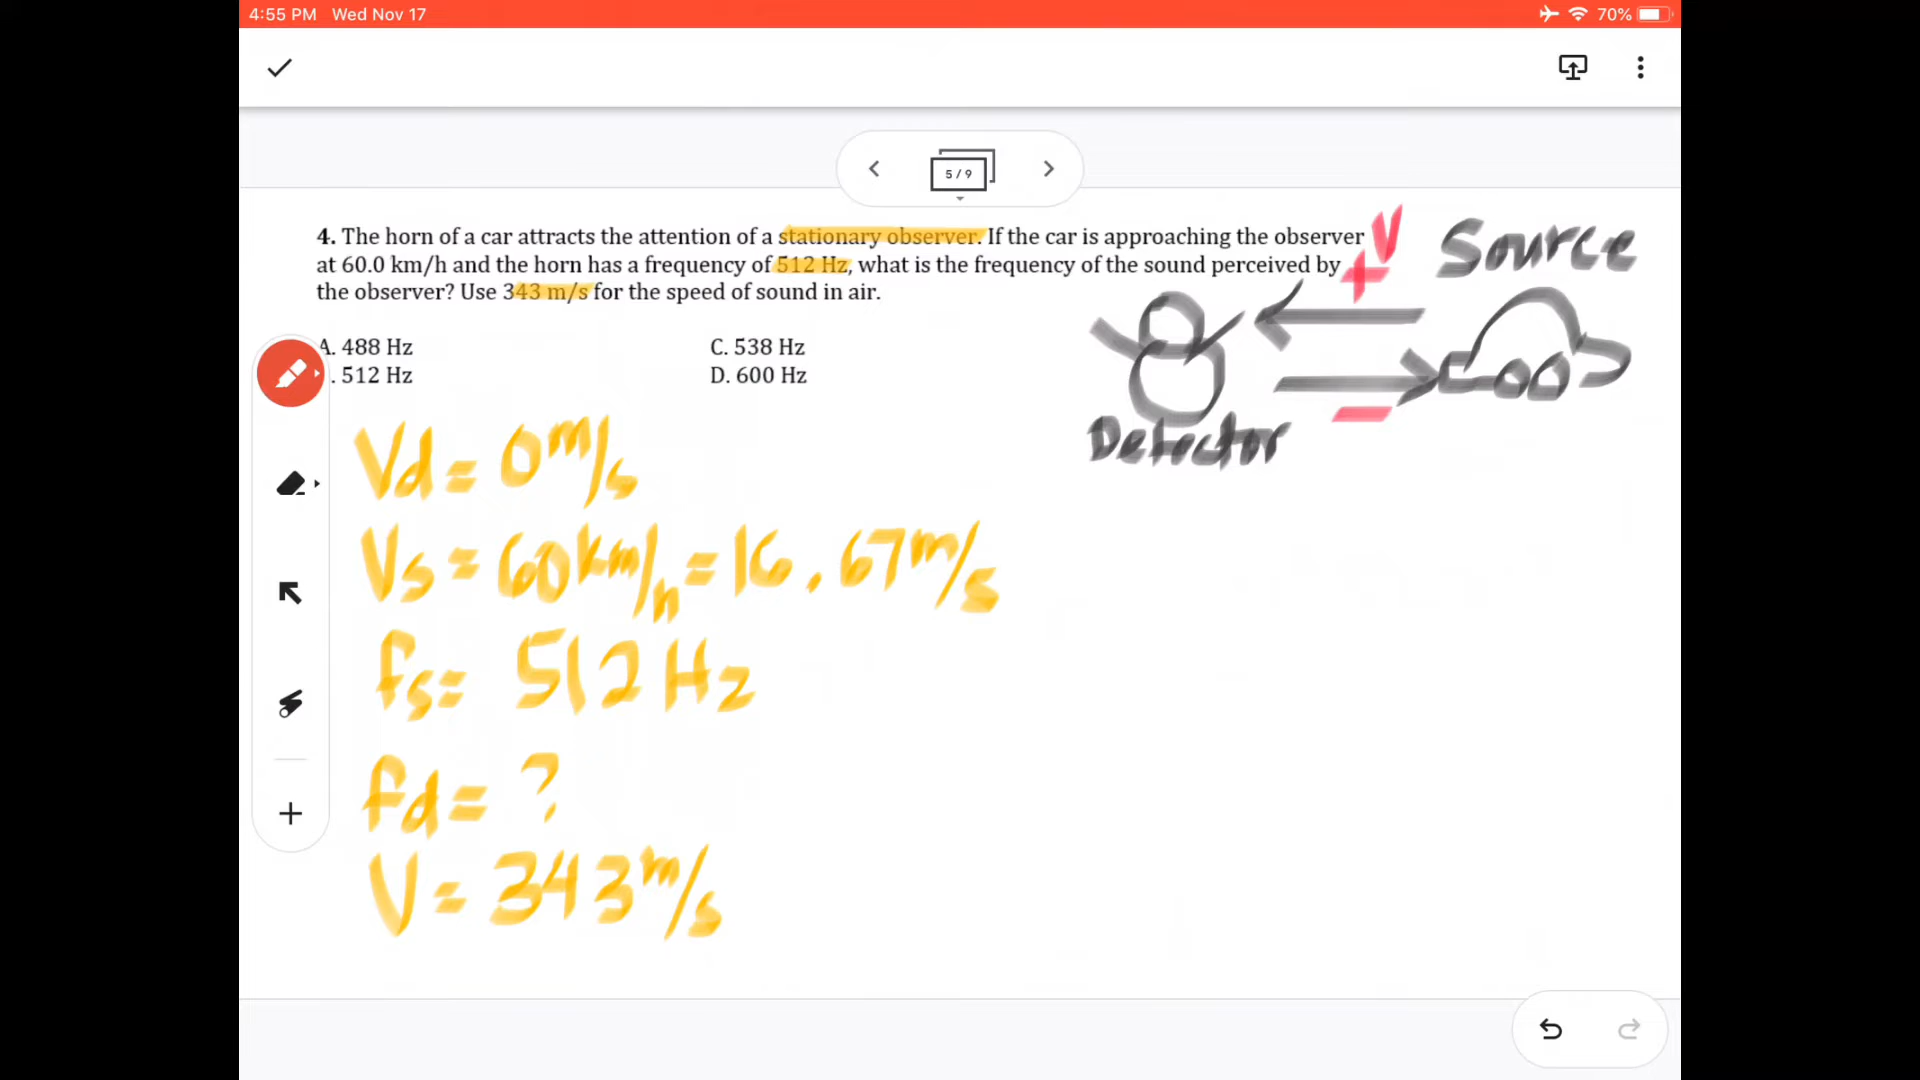 4:55 PM Wed Nov 17
70%
5 / 9
4. The horn of a car attracts the attention of a stationary observer. If the car is approaching the observer
at 60.0 km/h and the horn has a frequency of 512 Hz, what is the frequency of the sound perceived by
the observer? Use 343 m/s for the speed of sound in air.
A. 488 Hz
C. 538 Hz
. 512 Hz
D. 600 Hz
V
+
Source
-
Detector
Vd = 0 m/s
Vs = 60 km/h = 16.67 m/s
fs = 512 Hz
fd = ?
V = 343 m/s